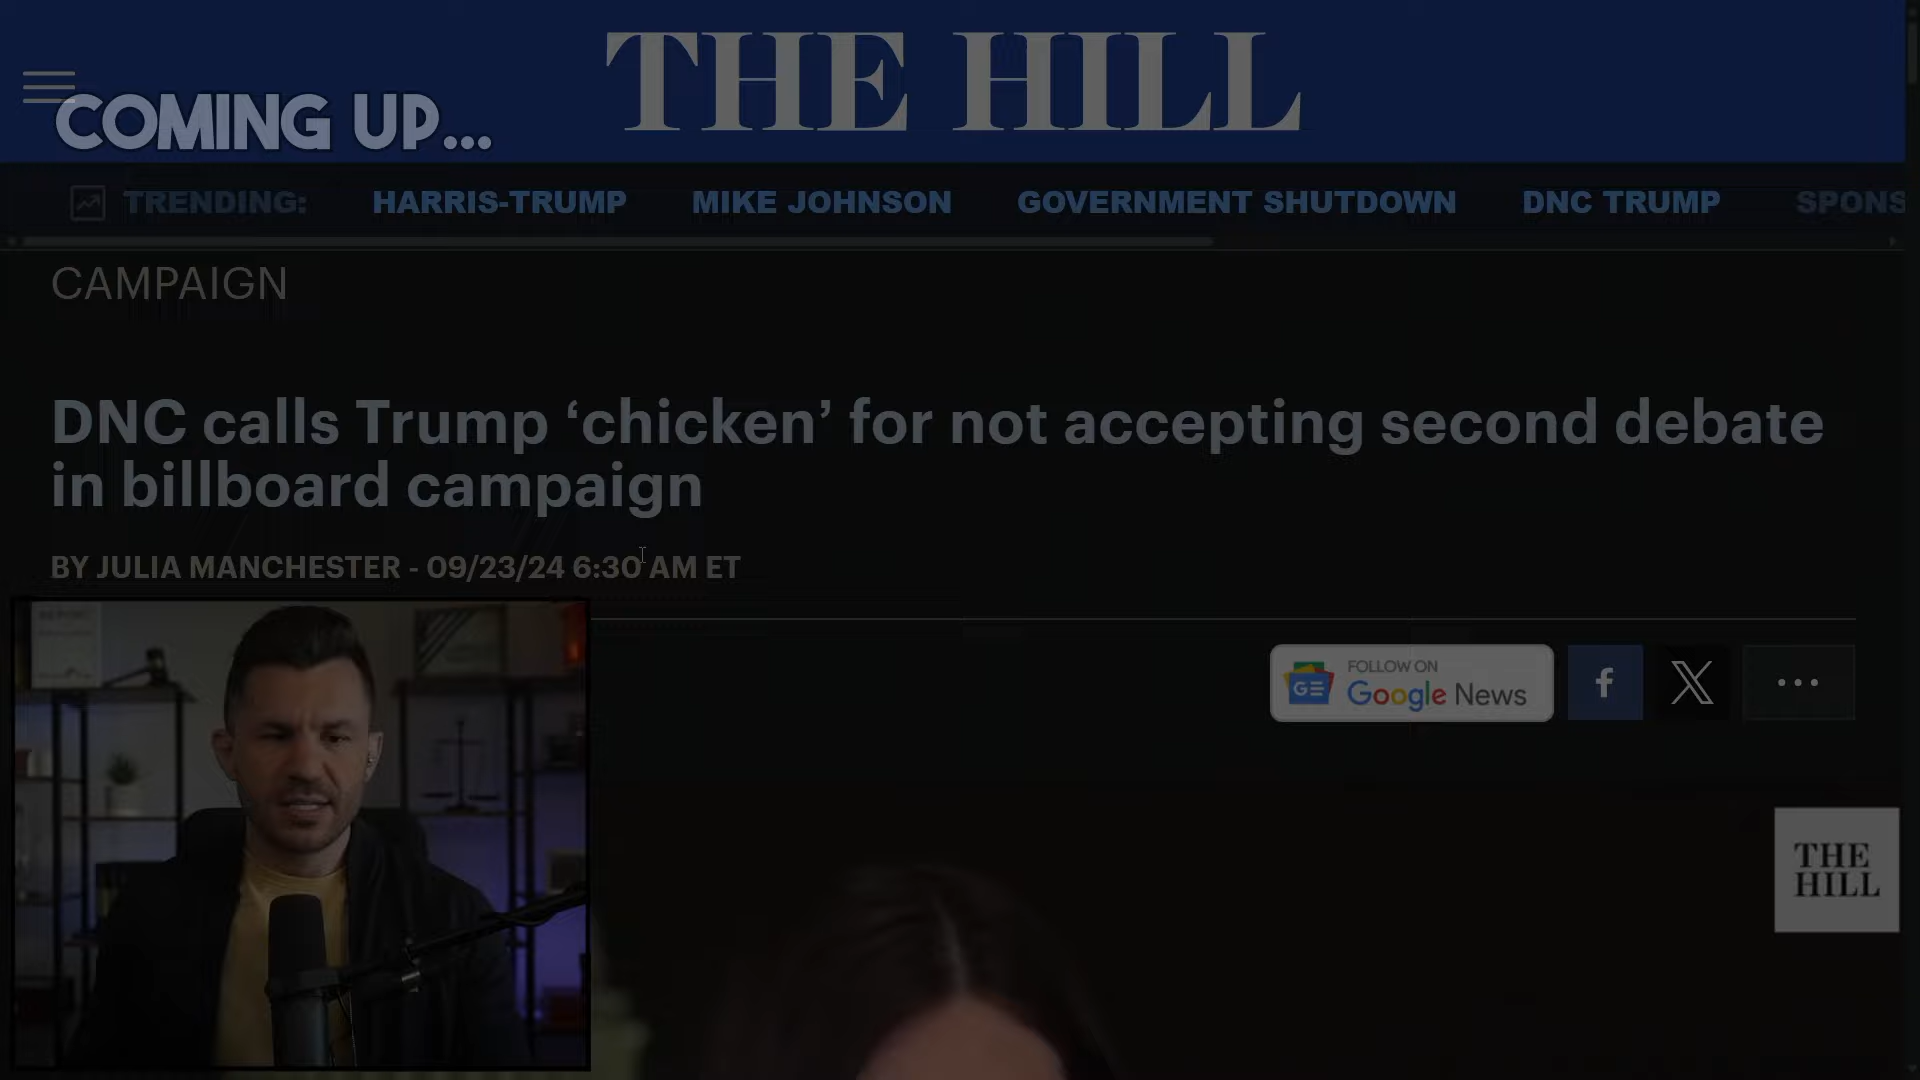 THE HILL
COMING UP...
TRENDING: HARRIS-TRUMP MIKE JOHNSON GOVERNMENT SHUTDOWN DNC TRUMP SPONS
CAMPAIGN
DNC calls Trump ‘chicken’ for not accepting second debate
in billboard campaign
BY JULIA MANCHESTER - 09/23/24 6:30 AM ET
FOLLOW ON
Google News
THE
HILL